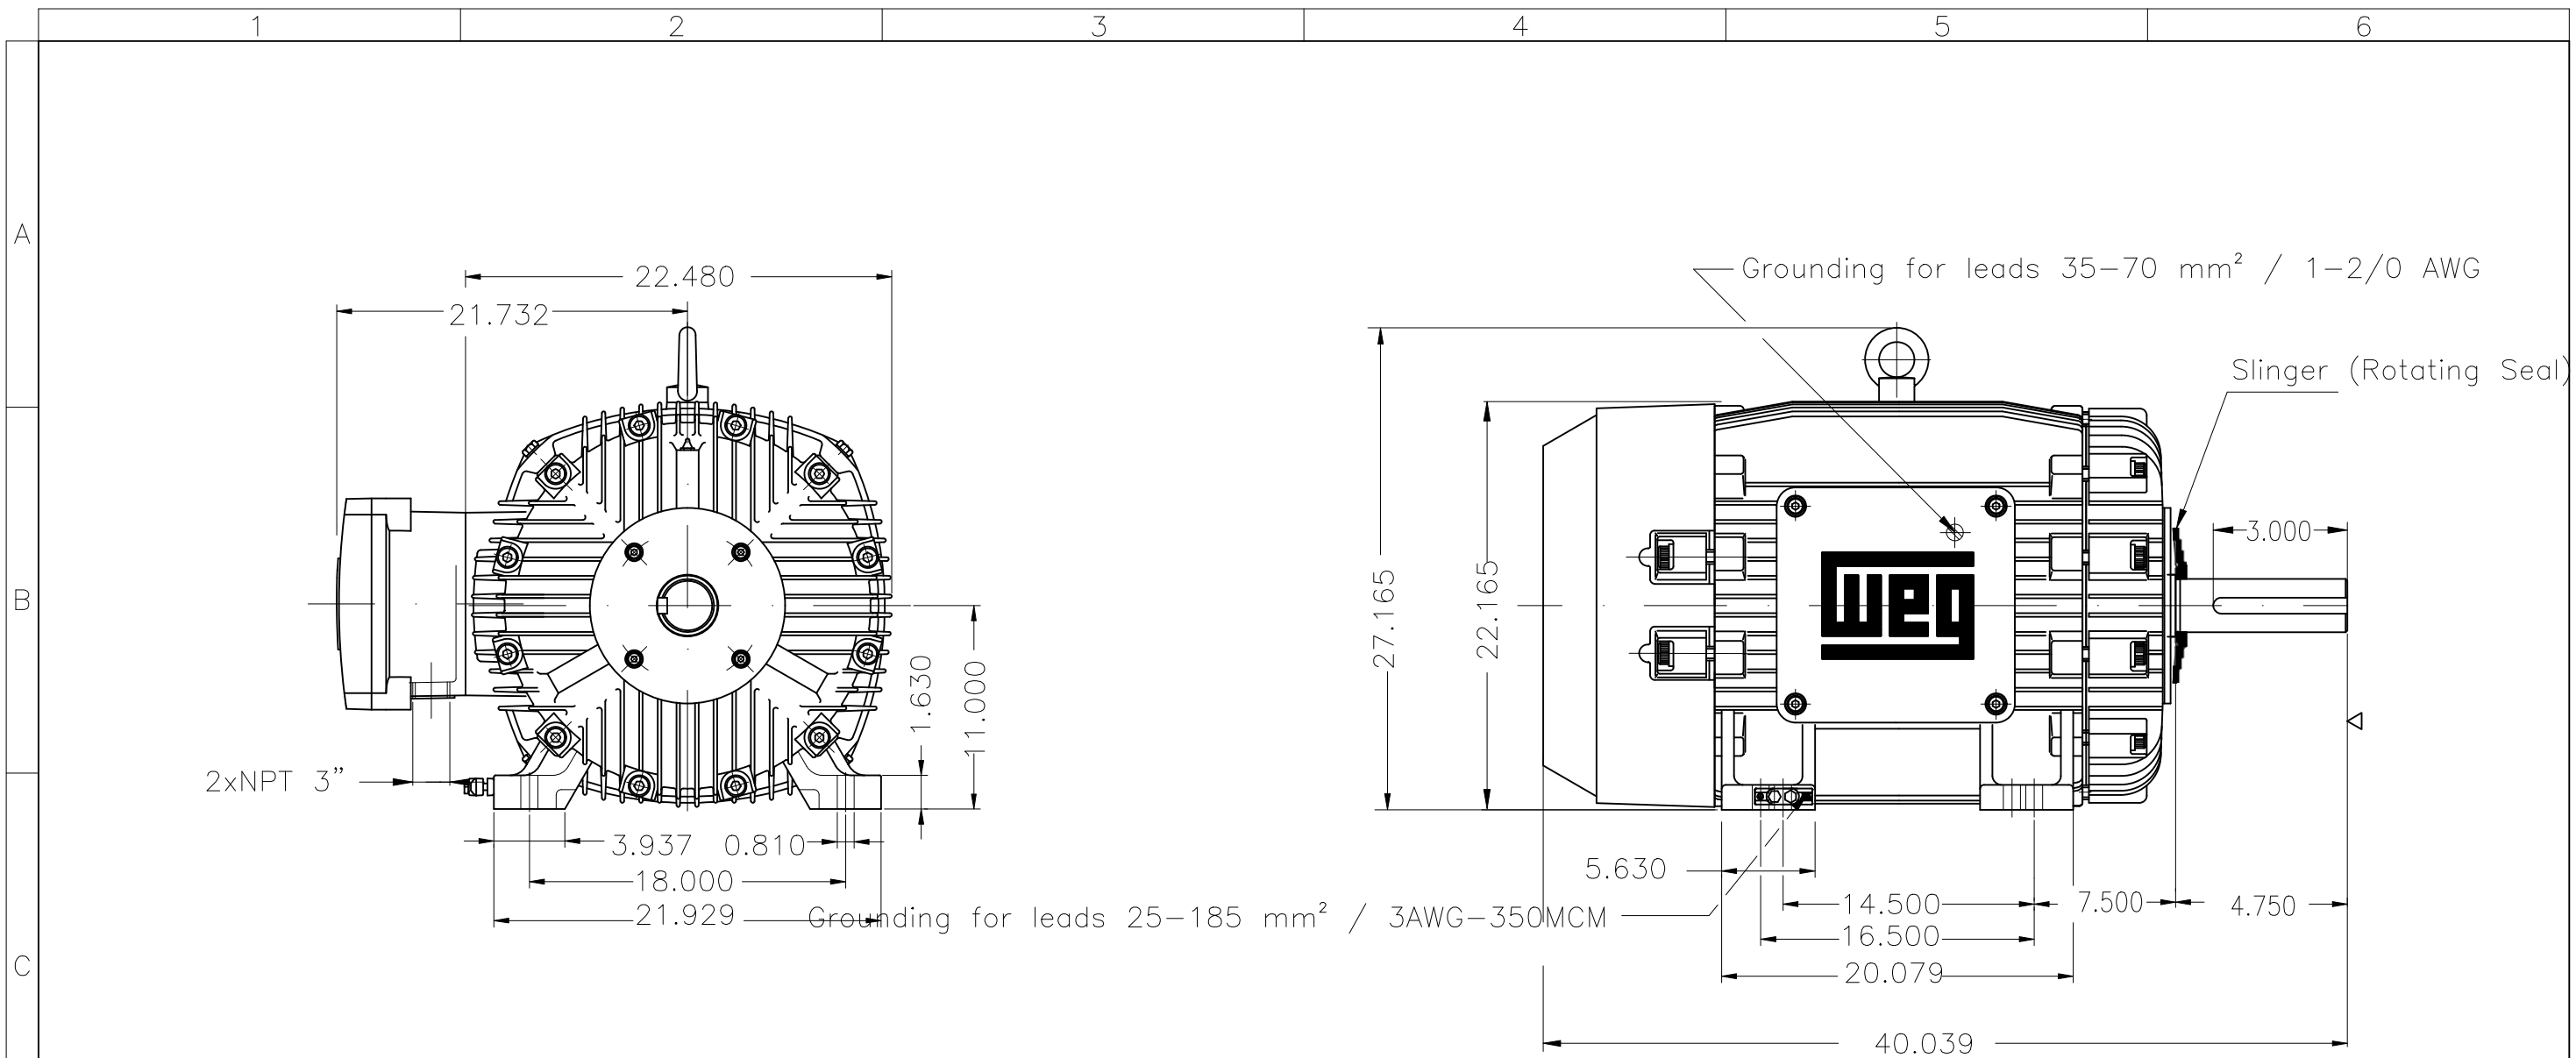 1 2 3 4 5 6
A
B
C
22.480
21.732
2xNPT 3”
1.630
11.000
3.937 0.810
18.000
21.929
Grounding for leads 35-70 mm² / 1-2/0 AWG
Slinger (Rotating Seal)
27.165
22.165
3.000
weg
5.630
Grounding for leads 25-185 mm² / 3AWG-350MCM
14.500 7.500 4.750
16.500
20.079
40.039